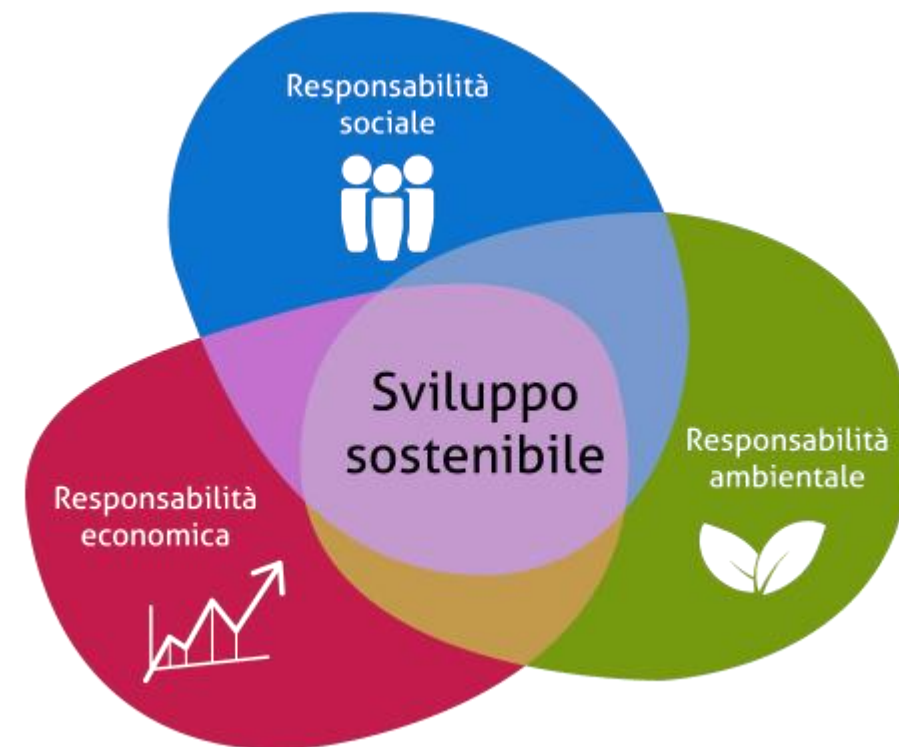 Responsabilità
sociale
Sviluppo
sostenibile
Responsabilità
ambientale
Responsabilità
economica